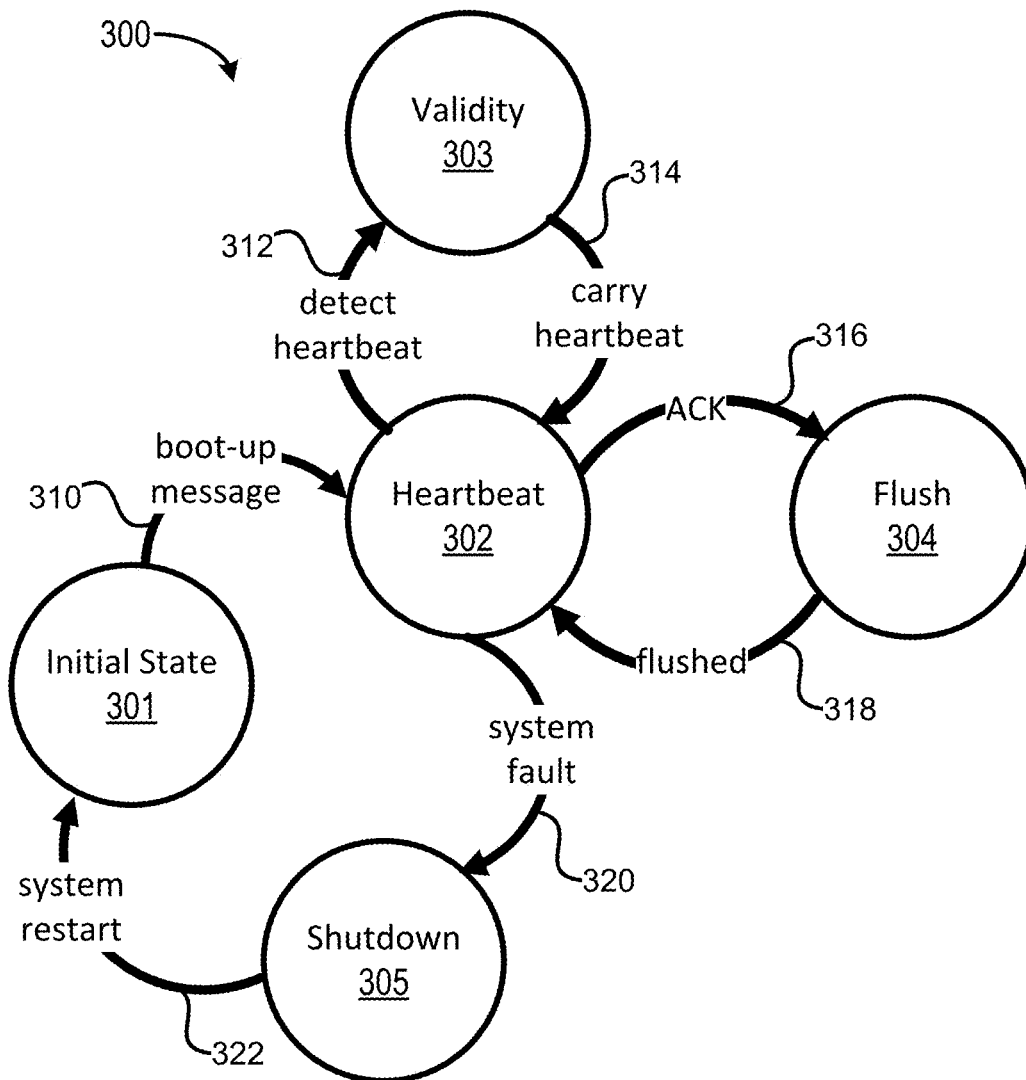 300
Validity
303
314
312
detect
heartbeat
carry
heartbeat
316
ACK
boot-up
message
310
Heartbeat
302
Flush
304
Initial State
301
flushed
318
system
fault
320
system
restart
Shutdown
305
322